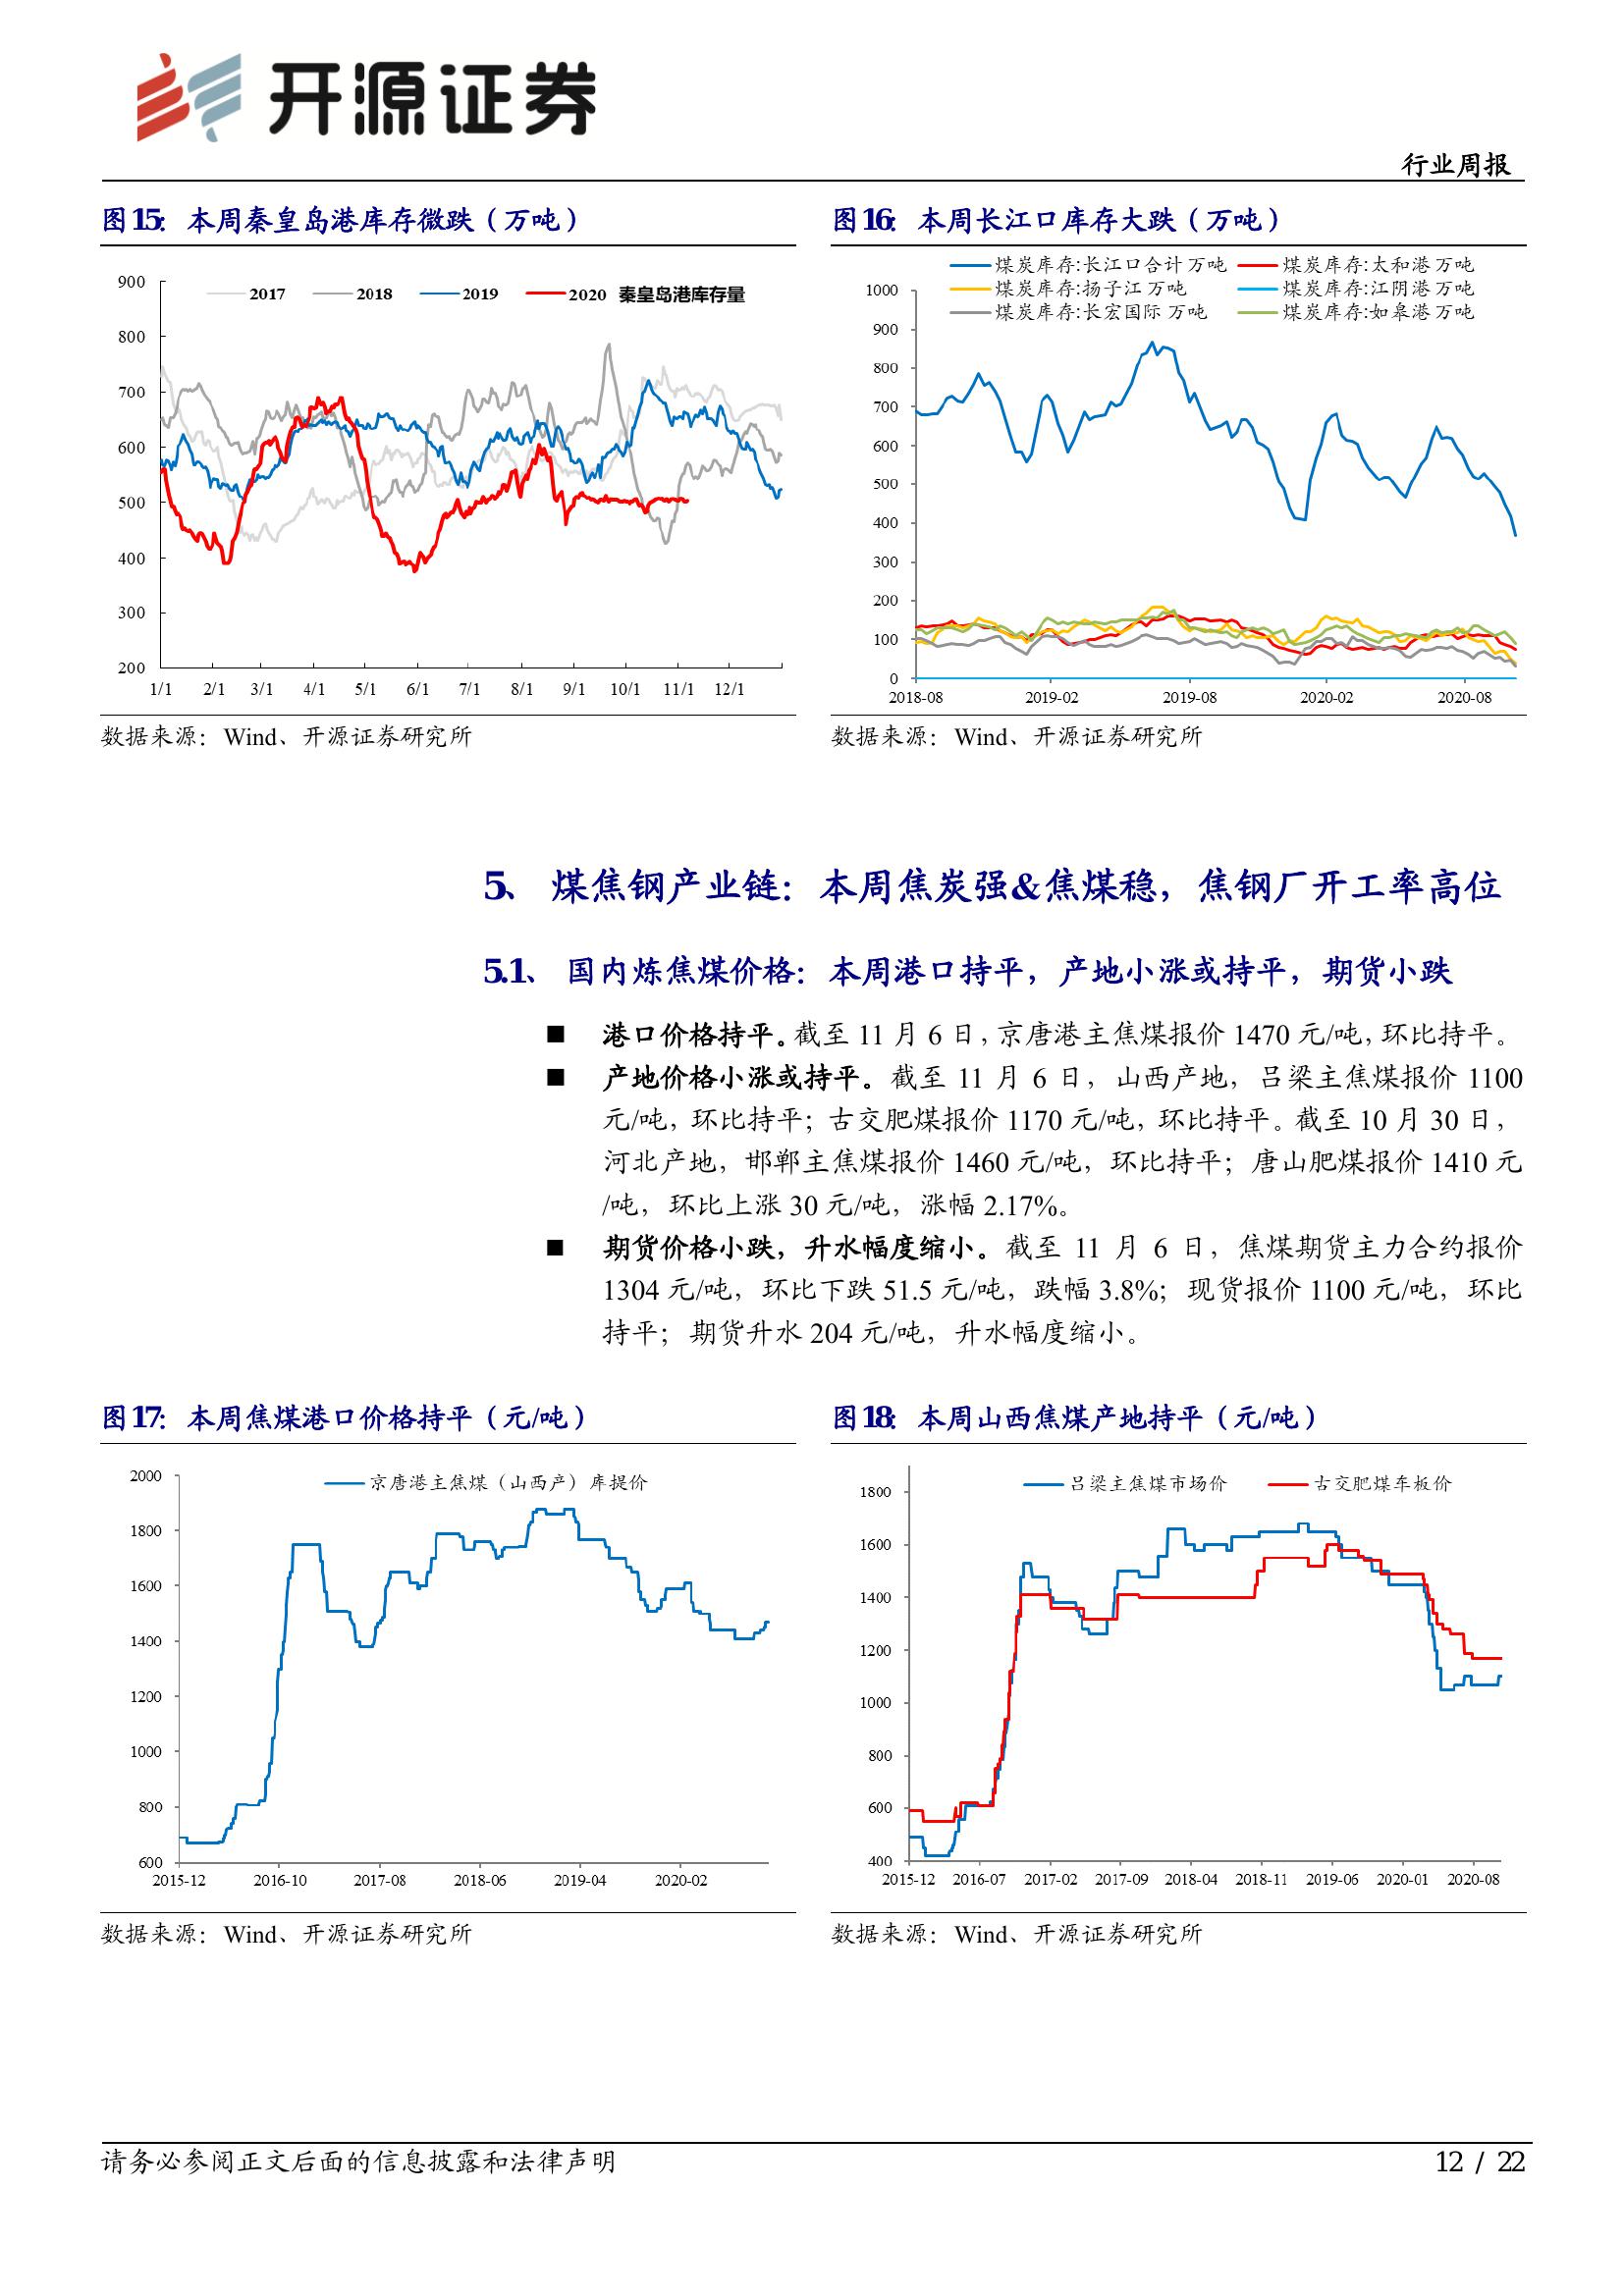 开源证券
行业周报
图15： 本周秦皇岛港库存微跌（万吨）
900
800
700
600
500
400
300
200
2017 2018 2019 2020 秦皇岛港库存量
1/1 2/1 3/1 4/1 5/1 6/1 7/1 8/1 9/1 10/1 11/1 12/1
数据来源：Wind、开源证券研究所
图16： 本周长江口库存大跌（万吨）
煤炭库存:长江口合计 万吨 煤炭库存:太和港 万吨
煤炭库存:扬子江 万吨 煤炭库存:江阴港 万吨
煤炭库存:长宏国际 万吨 煤炭库存:如皋港 万吨
1000
900
800
700
600
500
400
300
200
100
0
2018-08 2019-02 2019-08 2020-02 2020-08
数据来源：Wind、开源证券研究所
5、 煤焦钢产业链：本周焦炭强&焦煤稳，焦钢厂开工率高位
5.1、 国内炼焦煤价格：本周港口持平，产地小涨或持平，期货小跌
■ 港口价格持平。截至 11 月 6 日，京唐港主焦煤报价 1470 元/吨，环比持平。
■ 产地价格小涨或持平。截至 11 月 6 日，山西产地，吕梁主焦煤报价 1100
元/吨，环比持平；古交肥煤报价 1170 元/吨，环比持平。截至 10 月 30 日，
河北产地，邯郸主焦煤报价 1460 元/吨，环比持平；唐山肥煤报价 1410 元
/吨，环比上涨 30 元/吨，涨幅 2.17%。
■ 期货价格小跌，升水幅度缩小。截至 11 月 6 日，焦煤期货主力合约报价
1304 元/吨，环比下跌 51.5 元/吨，跌幅 3.8%；现货报价 1100 元/吨，环比
持平；期货升水 204 元/吨，升水幅度缩小。
图17： 本周焦煤港口价格持平（元/吨）
京唐港主焦煤（山西产）库提价
2000
1800
1600
1400
1200
1000
800
600
2015-12 2016-10 2017-08 2018-06 2019-04 2020-02
数据来源：Wind、开源证券研究所
图18： 本周山西焦煤产地持平（元/吨）
吕梁主焦煤市场价 古交肥煤车板价
1800
1600
1400
1200
1000
800
600
400
2015-12 2016-07 2017-02 2017-09 2018-04 2018-11 2019-06 2020-01 2020-08
数据来源：Wind、开源证券研究所
请务必参阅正文后面的信息披露和法律声明
12 / 22